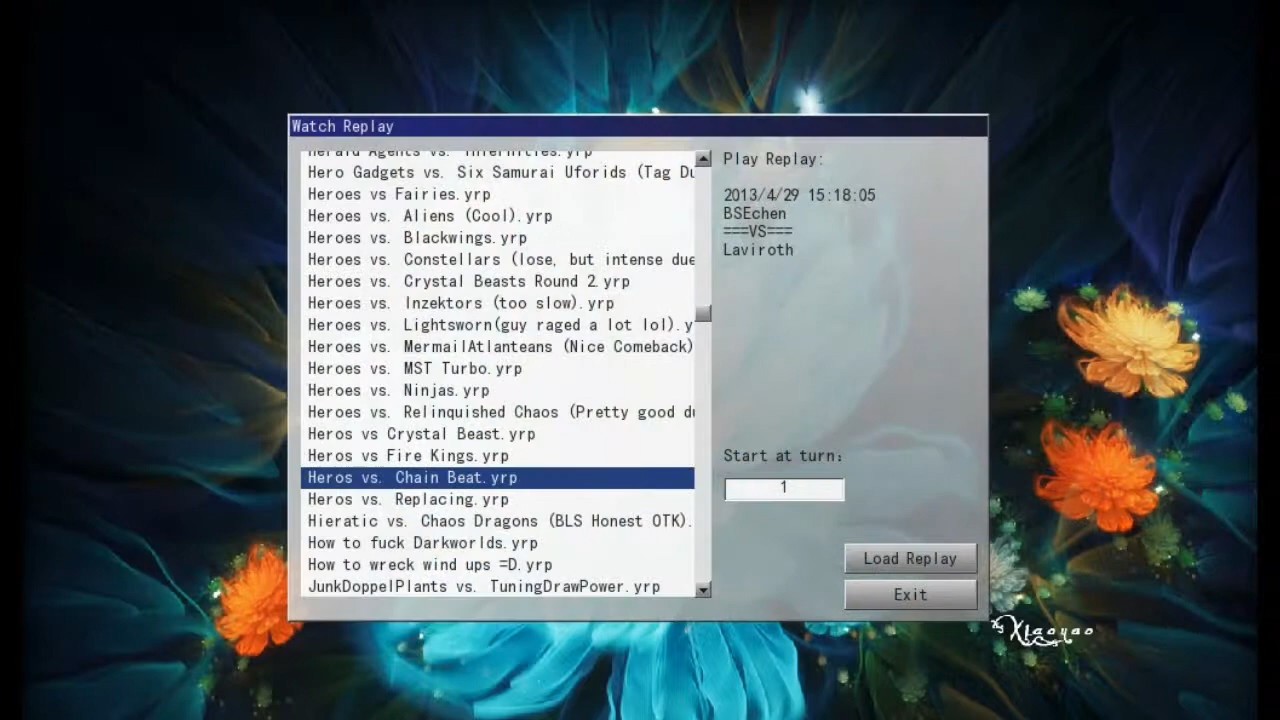 Watch Replay
Herald Agents vs. Infernities.yrp
Hero Gadgets vs. Six Samurai Uforids (Tag Du
Heroes vs Fairies.yrp
Heroes vs. Aliens (Cool).yrp
Heroes vs. Blackwings.yrp
Heroes vs. Constellars (lose, but intense due
Heroes vs. Crystal Beasts Round 2.yrp
Heroes vs. Inzektors (too slow).yrp
Heroes vs. Lightsworn(guy raged a lot lol).y
Heroes vs. MermailAtlanteans (Nice Comeback)
Heroes vs. MST Turbo.yrp
Heroes vs. Ninjas.yrp
Heroes vs. Relinquished Chaos (Pretty good du
Heros vs Crystal Beast.yrp
Heros vs Fire Kings.yrp
Heros vs. Chain Beat.yrp
Heros vs. Replacing.yrp
Hieratic vs. Chaos Dragons (BLS Honest OTK).
How to fuck Darkworlds.yrp
How to wreck wind ups =D.yrp
JunkDoppelPlants vs. TuningDrawPower.yrp
Play Replay:
2013/4/29 15:18:05
BSEchen
===VS===
Laviroth
Start at turn:
1
Load Replay
Exit
Xiaoyao